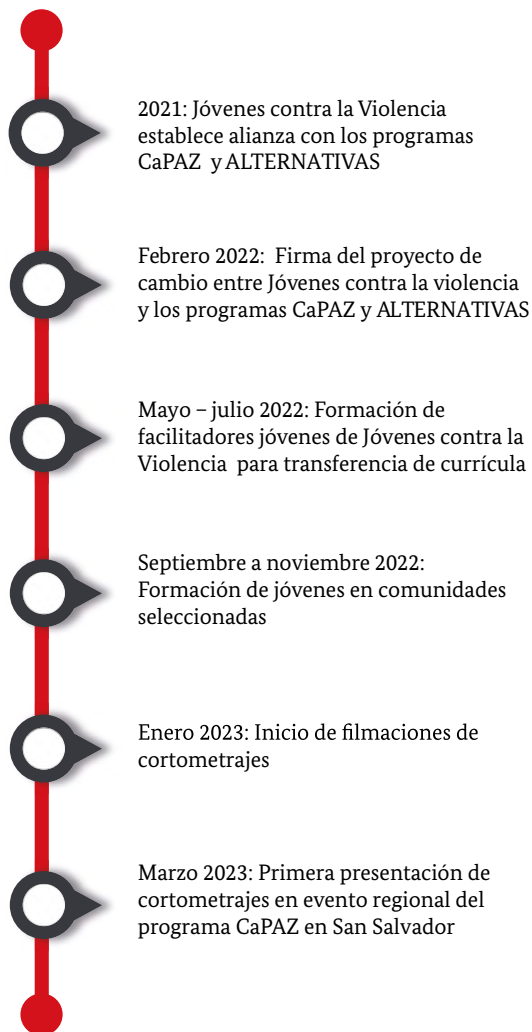 2021: Jóvenes contra la Violencia
establece alianza con los programas
CaPAZ y ALTERNATIVAS
Febrero 2022: Firma del proyecto de
cambio entre Jóvenes contra la violencia
y los programas CaPAZ y ALTERNATIVAS
Mayo – julio 2022: Formación de
facilitadores jóvenes de Jóvenes contra la
Violencia para transferencia de currícula
Septiembre a noviembre 2022:
Formación de jóvenes en comunidades
seleccionadas
Enero 2023: Inicio de filmaciones de
cortometrajes
Marzo 2023: Primera presentación de
cortometrajes en evento regional del
programa CaPAZ en San Salvador